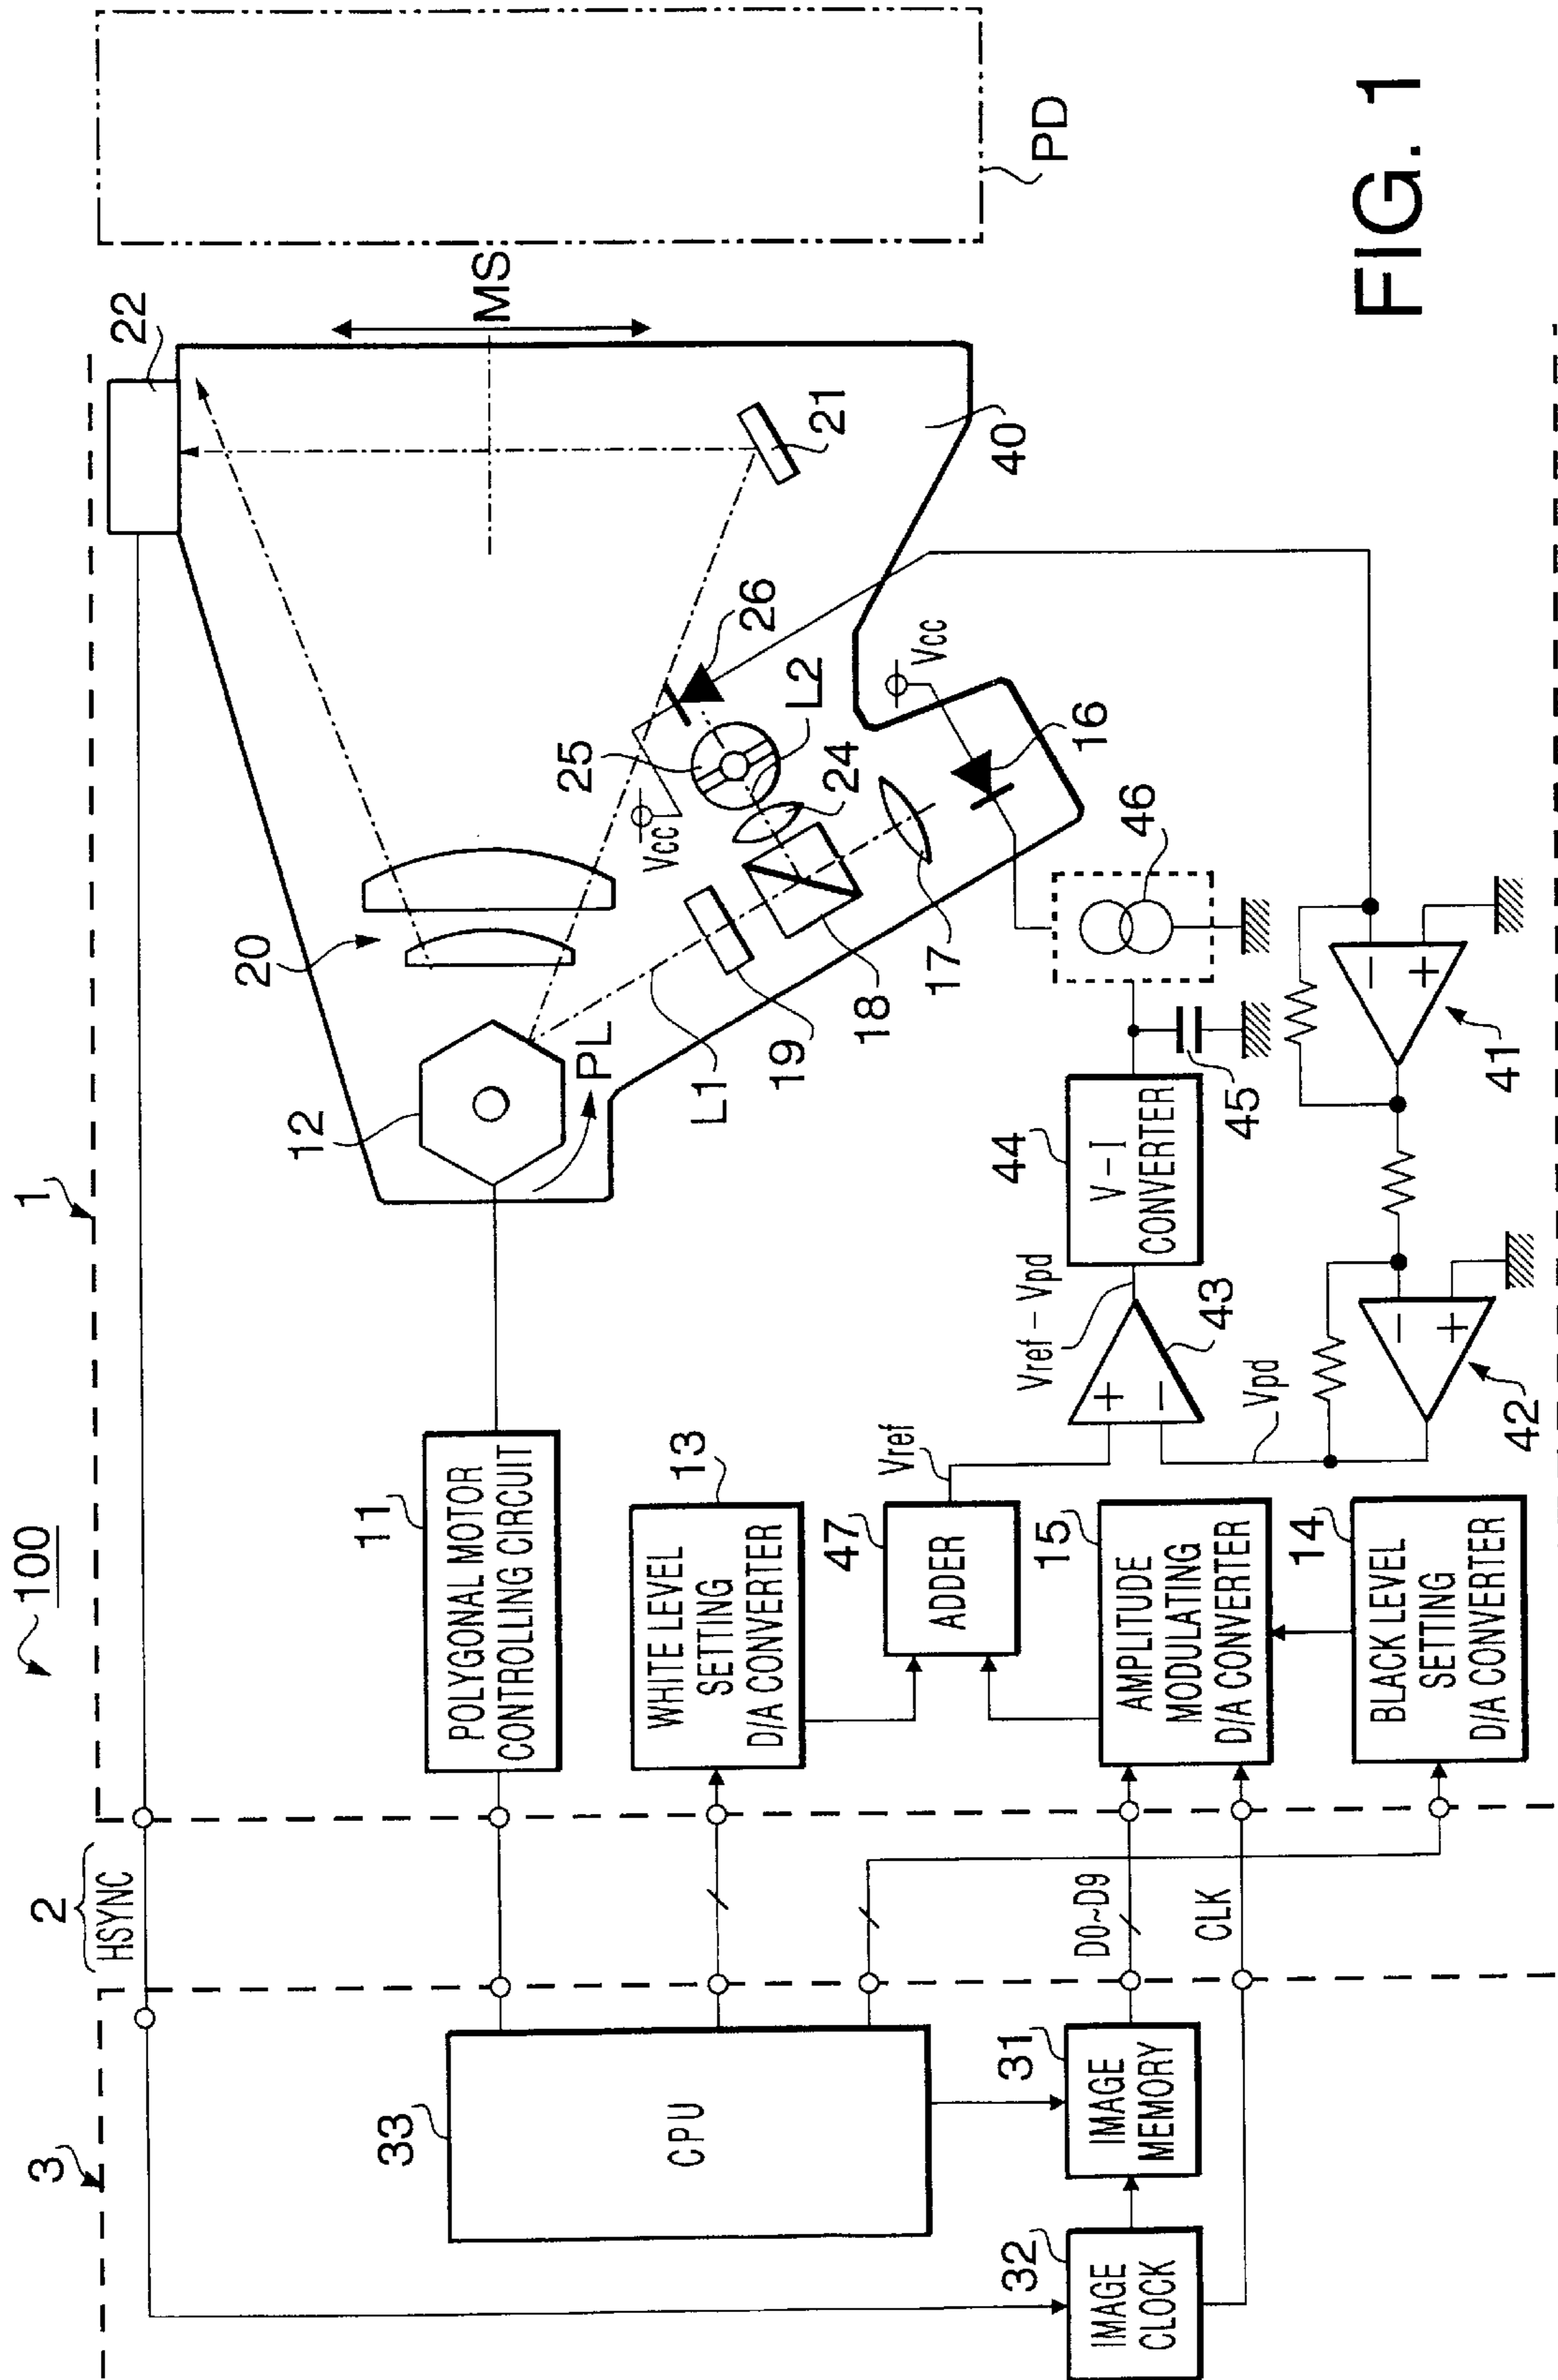 100
1
2
HSYNC
3
22
MS
PD
12
PL
20
21
40
26
Vcc
25
L2
24
Vcc
16
17
18
19
L1
11
POLYGONAL MOTOR
CONTROLLING CIRCUIT
13
WHITE LEVEL
SETTING
D/A CONVERTER
47
ADDER
Vref
15
AMPLITUDE
MODULATING
D/A CONVERTER
14
BLACK LEVEL
SETTING
D/A CONVERTER
Vref-Vpd
+
−
43
Vpd
44
V-I
CONVERTER
45
46
−
+
41
−
+
42
33
CPU
31
IMAGE
MEMORY
32
IMAGE
CLOCK
D0~D9
CLK
FIG. 1